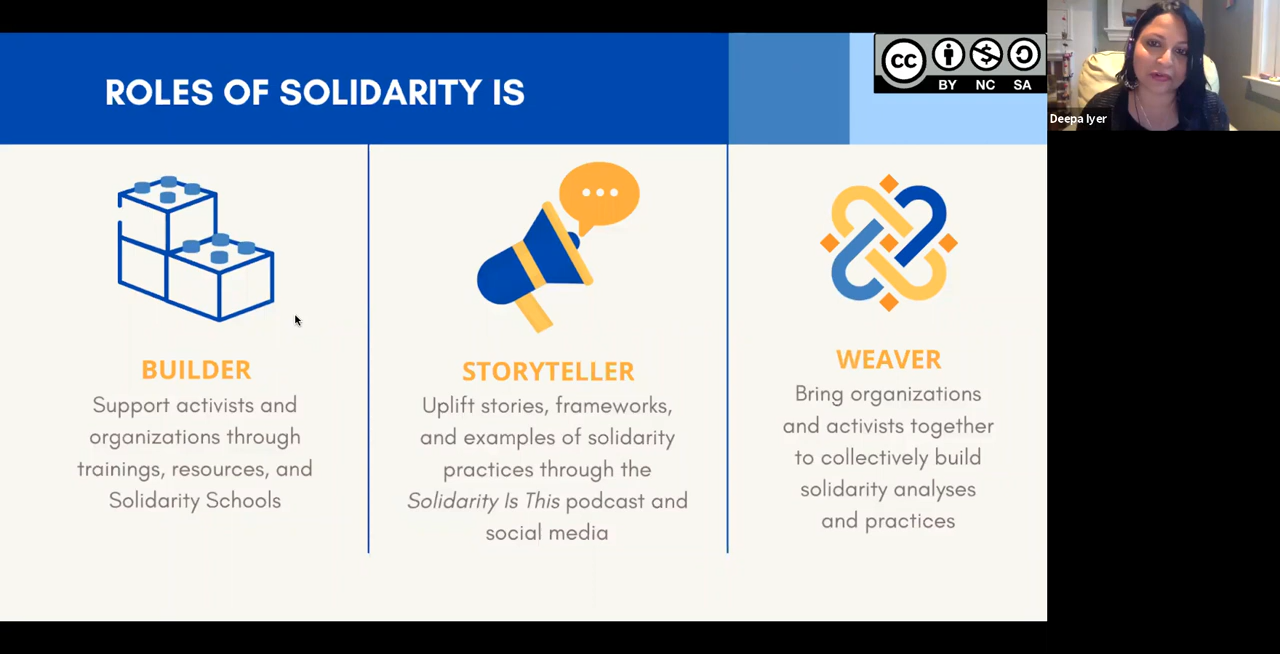 ROLES OF SOLIDARITY IS
CC
BY NC SA
Deepa Iyer
BUILDER
Support activists and
organizations through
trainings, resources, and
Solidarity Schools
STORYTELLER
Uplift stories, frameworks,
and examples of solidarity
practices through the
Solidarity Is This podcast and
social media
WEAVER
Bring organizations
and activists together
to collectively build
solidarity analyses
and practices